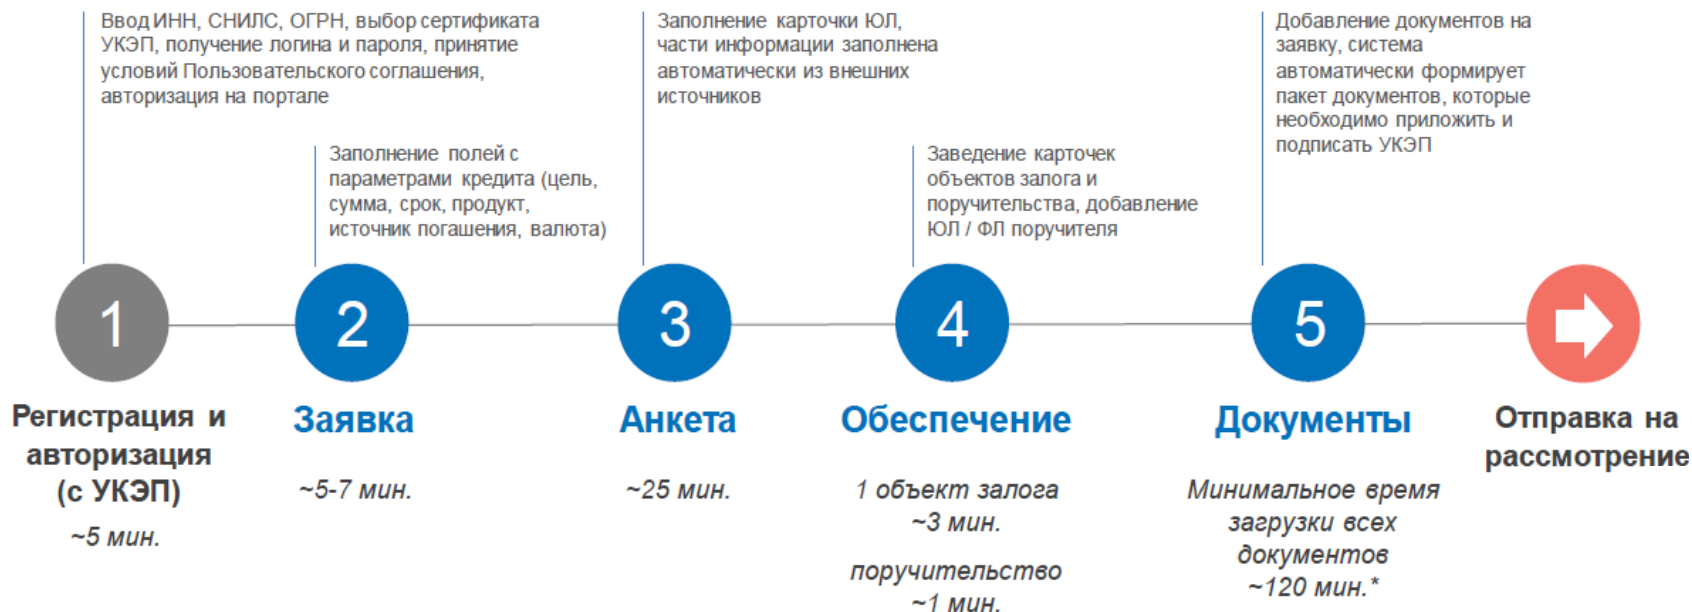 Ввод ИНН, СНИЛС, ОГРН, выбор сертификата
УКЭП, получение логина и пароля, принятие
условий Пользовательского соглашения,
авторизация на портале
Заполнение полей с
параметрами кредита (цель,
сумма, срок, продукт,
источник погашения, валюта)
Заполнение карточки ЮЛ,
части информации заполнена
автоматически из внешних
источников
Заведение карточек
объектов залога и
поручительства, добавление
ЮЛ / ФЛ поручителя
Добавление документов на
заявку, система
автоматически формирует
пакет документов, которые
необходимо приложить и
подписать УКЭП
1
2
3
4
5
Регистрация и
авторизация
(с УКЭП)
~5 мин.
Заявка
~5-7 мин.
Анкета
~25 мин.
Обеспечение
1 объект залога
~3 мин.
поручительство
~1 мин.
Документы
Минимальное время
загрузки всех
документов
~120 мин.*
Отправка на
рассмотрение